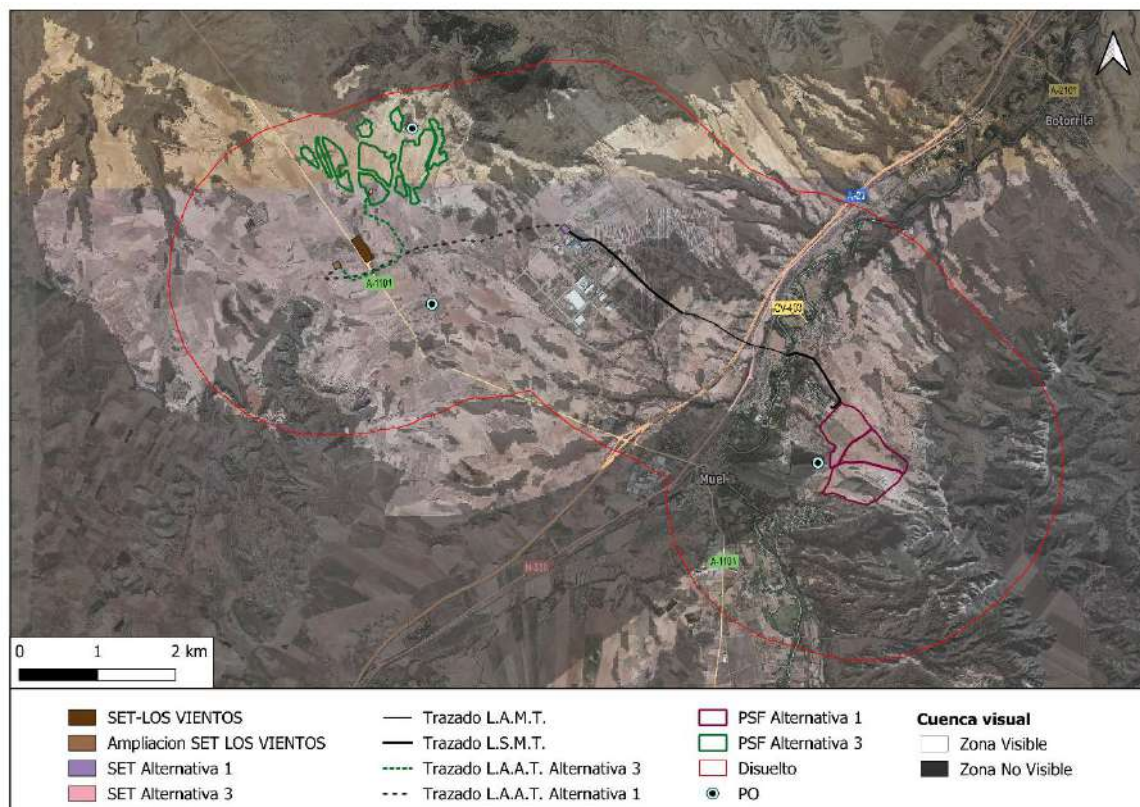 A-2101
Botorrita
A-23
A-1101
CV-403
Muel
N-330
A-1101
0 1 2 km
SET-LOS VIENTOS
Ampliacion SET LOS VIENTOS
SET Alternativa 1
SET Alternativa 3
Trazado L.A.M.T.
Trazado L.S.M.T.
Trazado L.A.A.T. Alternativa 3
Trazado L.A.A.T. Alternativa 1
PSF Alternativa 1
PSF Alternativa 3
Disuelto
PO
Cuenca visual
Zona Visible
Zona No Visible